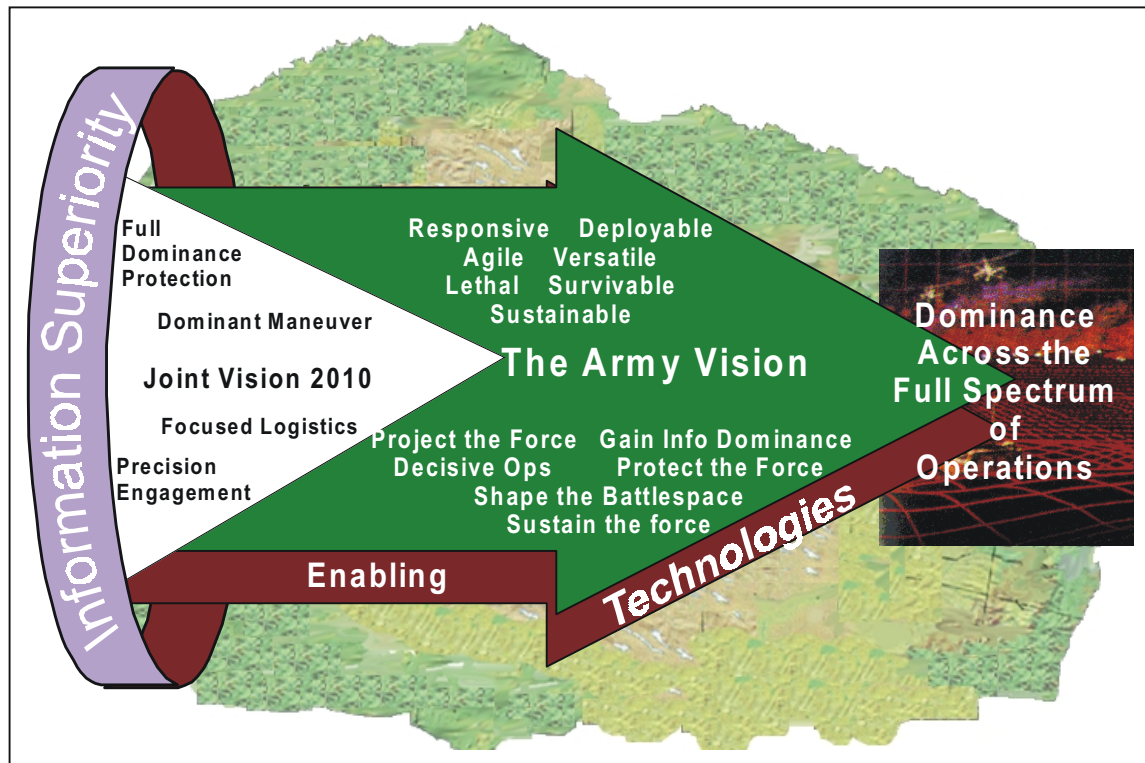 Information Superiority
Full
Dominance
Protection
Dominant Maneuver
Joint Vision 2010
Focused Logistics
Precision
Engagement
Responsive Deployable
Agile Versatile
Lethal Survivable
Sustainable
The Army Vision
Project the Force Gain Info Dominance
Decisive Ops Protect the Force
Shape the Battlespace
Sustain the force
Enabling
Technologies
Dominance
Across the
Full Spectrum
of
Operations